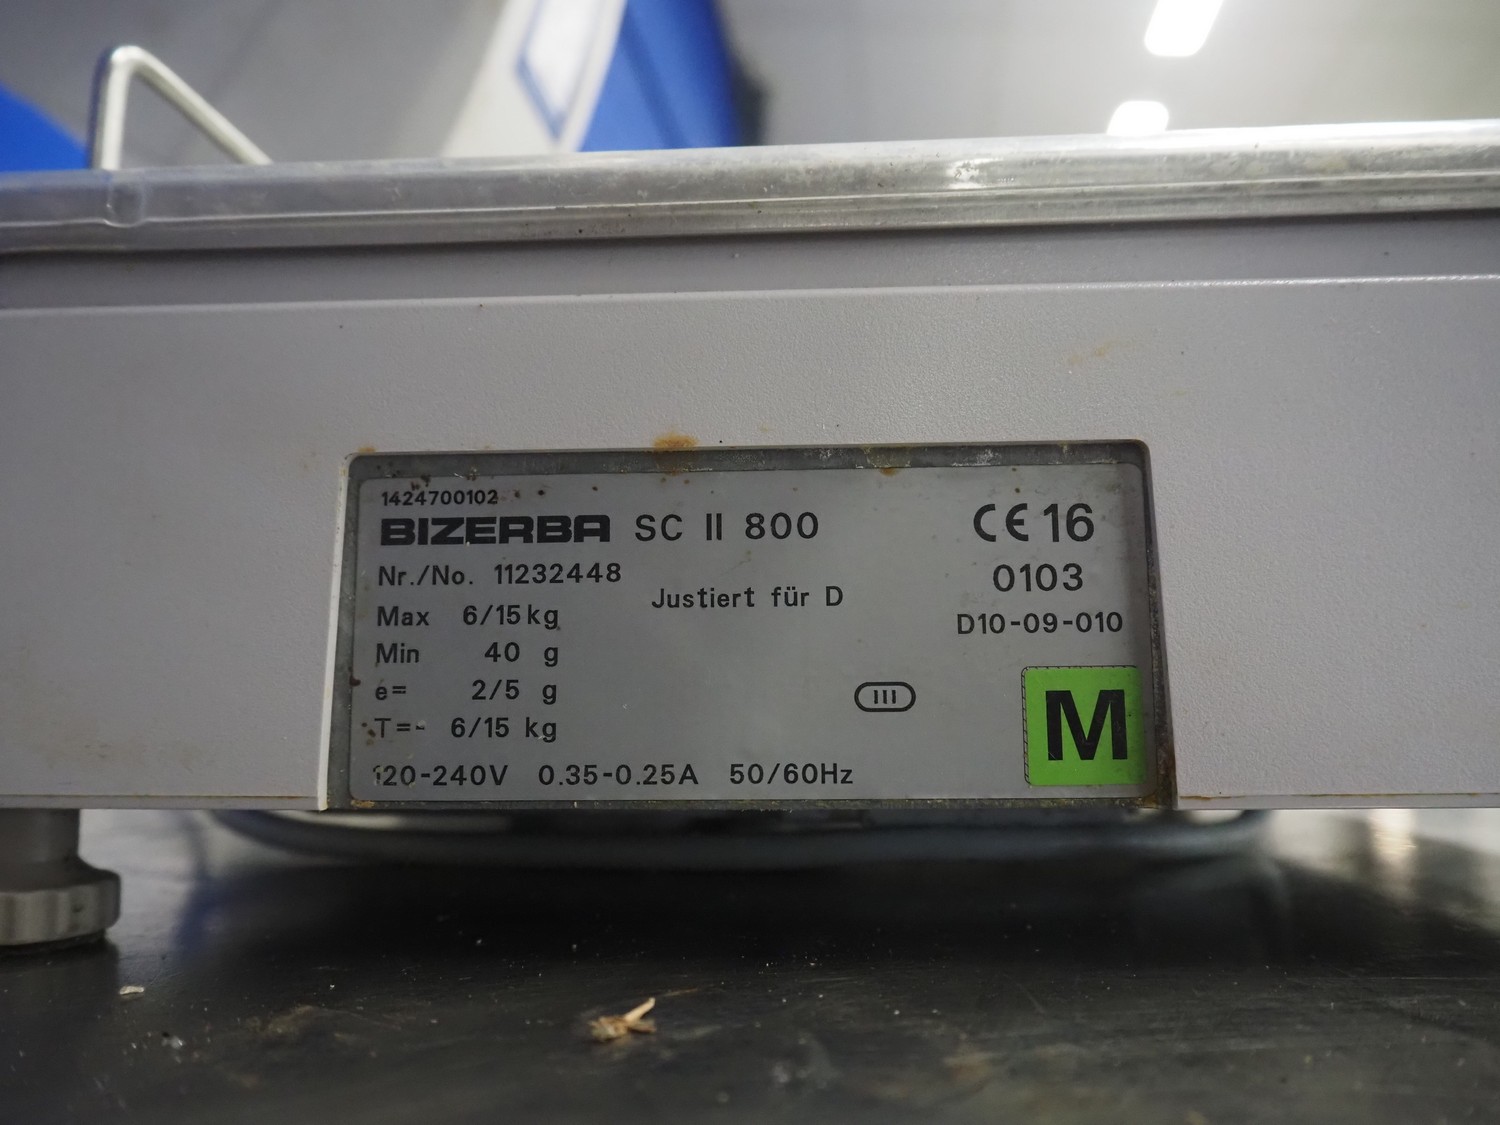 1424700102
BIZERBA SC II 800
CE 16
Nr./No. 11232448
0103
Justiert für D
Max 6/15 kg
D10-09-010
Min 40 g
e= 2/5 g
III
M
T=- 6/15 kg
120-240V 0.35-0.25A 50/60Hz